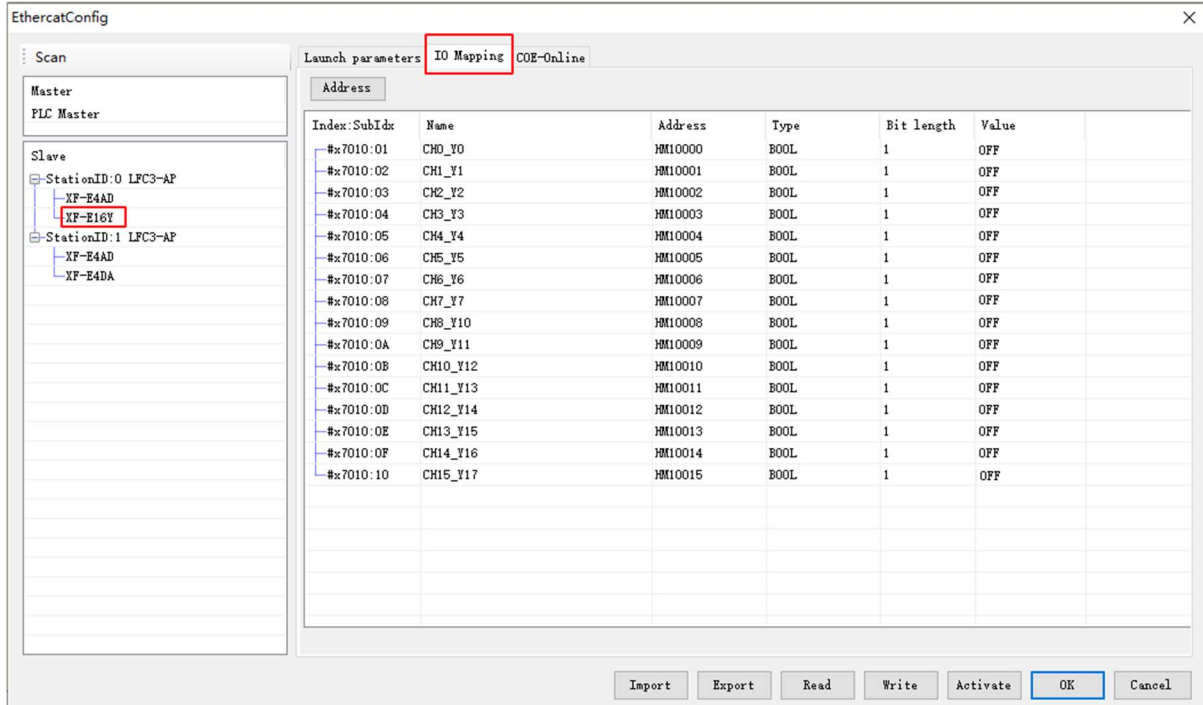 EthercatConfig
Scan
Master
PLC Master
Slave
StationID:0 LFC3-AP
XF-E4AD
XF-E16Y
StationID:1 LFC3-AP
XF-E4AD
XF-E4DA
Launch parameters IO Mapping COE-Online
Address
Index:SubIdx Name Address Type Bit length Value
#x7010:01 CH0_Y0 HM10000 BOOL 1 OFF
#x7010:02 CH1_Y1 HM10001 BOOL 1 OFF
#x7010:03 CH2_Y2 HM10002 BOOL 1 OFF
#x7010:04 CH3_Y3 HM10003 BOOL 1 OFF
#x7010:05 CH4_Y4 HM10004 BOOL 1 OFF
#x7010:06 CH5_Y5 HM10005 BOOL 1 OFF
#x7010:07 CH6_Y6 HM10006 BOOL 1 OFF
#x7010:08 CH7_Y7 HM10007 BOOL 1 OFF
#x7010:09 CH8_Y10 HM10008 BOOL 1 OFF
#x7010:0A CH9_Y11 HM10009 BOOL 1 OFF
#x7010:0B CH10_Y12 HM10010 BOOL 1 OFF
#x7010:0C CH11_Y13 HM10011 BOOL 1 OFF
#x7010:0D CH12_Y14 HM10012 BOOL 1 OFF
#x7010:0E CH13_Y15 HM10013 BOOL 1 OFF
#x7010:0F CH14_Y16 HM10014 BOOL 1 OFF
#x7010:10 CH15_Y17 HM10015 BOOL 1 OFF
Import Export Read Write Activate OK Cancel